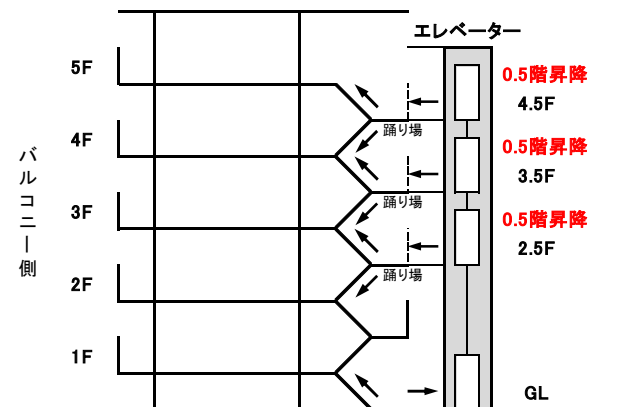 エレベーター
5F
0.5階昇降
4.5F
踊り場
4F
0.5階昇降
3.5F
踊り場
バルコニー側
3F
0.5階昇降
2.5F
踊り場
2F
1F
GL